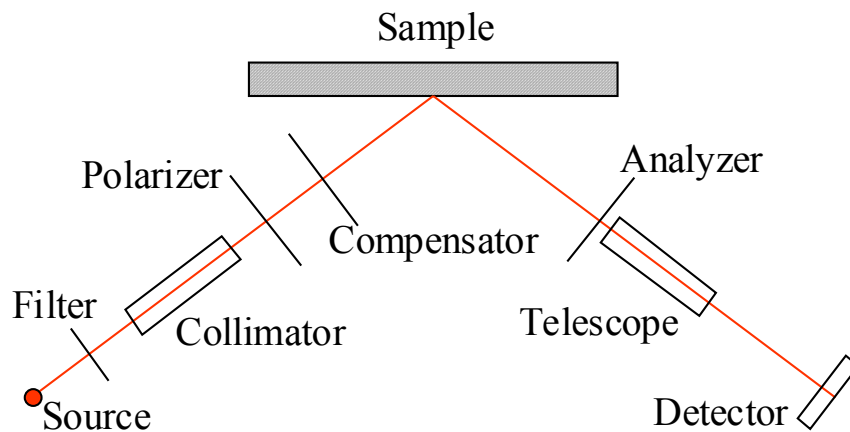 Sample
Polarizer
Analyzer
Compensator
Filter
Collimator
Telescope
Source
Detector